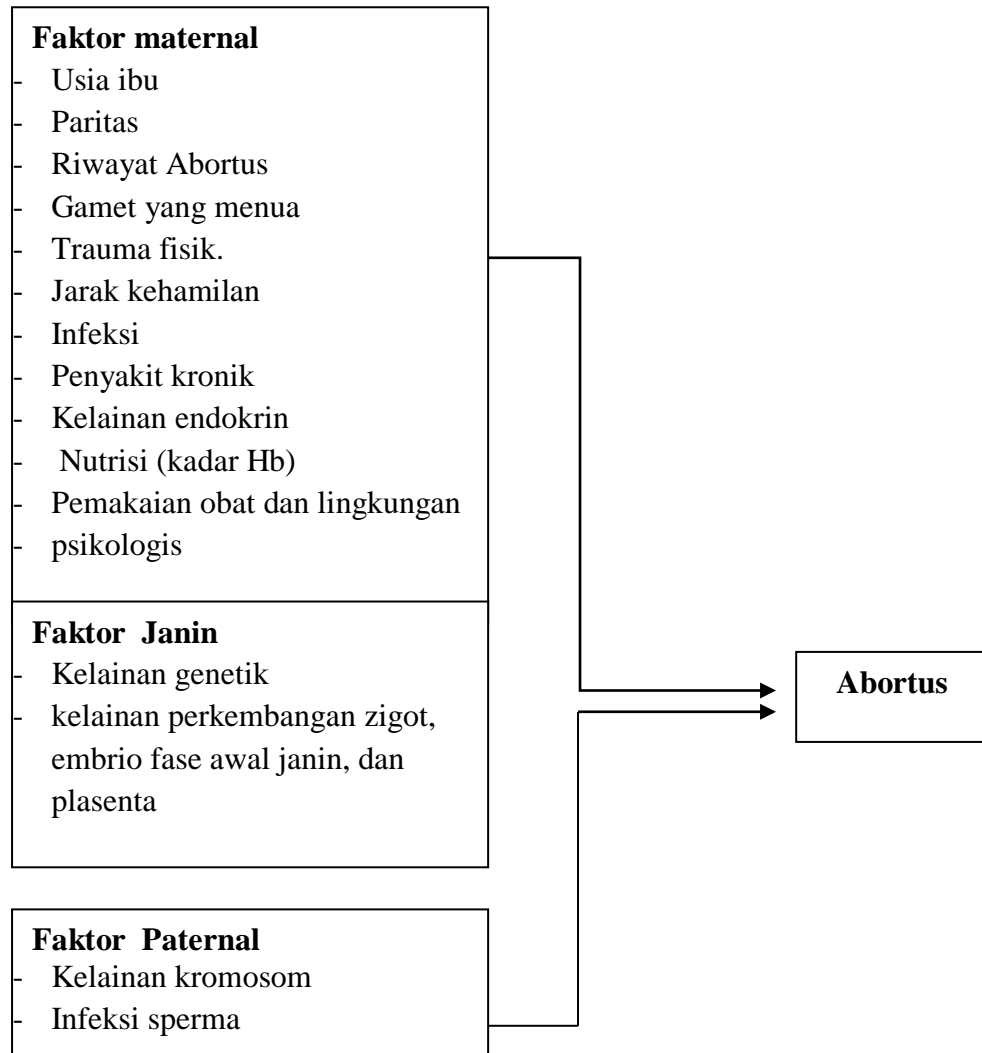 Faktor maternal
- Usia ibu
- Paritas
- Riwayat Abortus
- Gamet yang menua
- Trauma fisik.
- Jarak kehamilan
- Infeksi
- Penyakit kronik
- Kelainan endokrin
- Nutrisi (kadar Hb)
- Pemakaian obat dan lingkungan
- psikologis
Faktor Janin
- Kelainan genetik
- kelainan perkembangan zigot,
embrio fase awal janin, dan
plasenta
Abortus
Faktor Paternal
- Kelainan kromosom
- Infeksi sperma